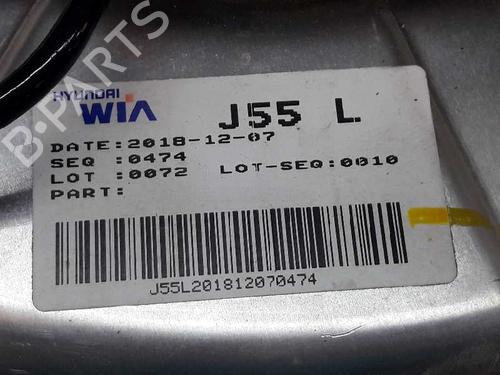 B-PARTS
HYUNDAI
WIA
J55 L
DATE:2018-12-07
SEQ :0474
LOT :0072 LOT-SEQ:0010
PART:
J55L201812070474